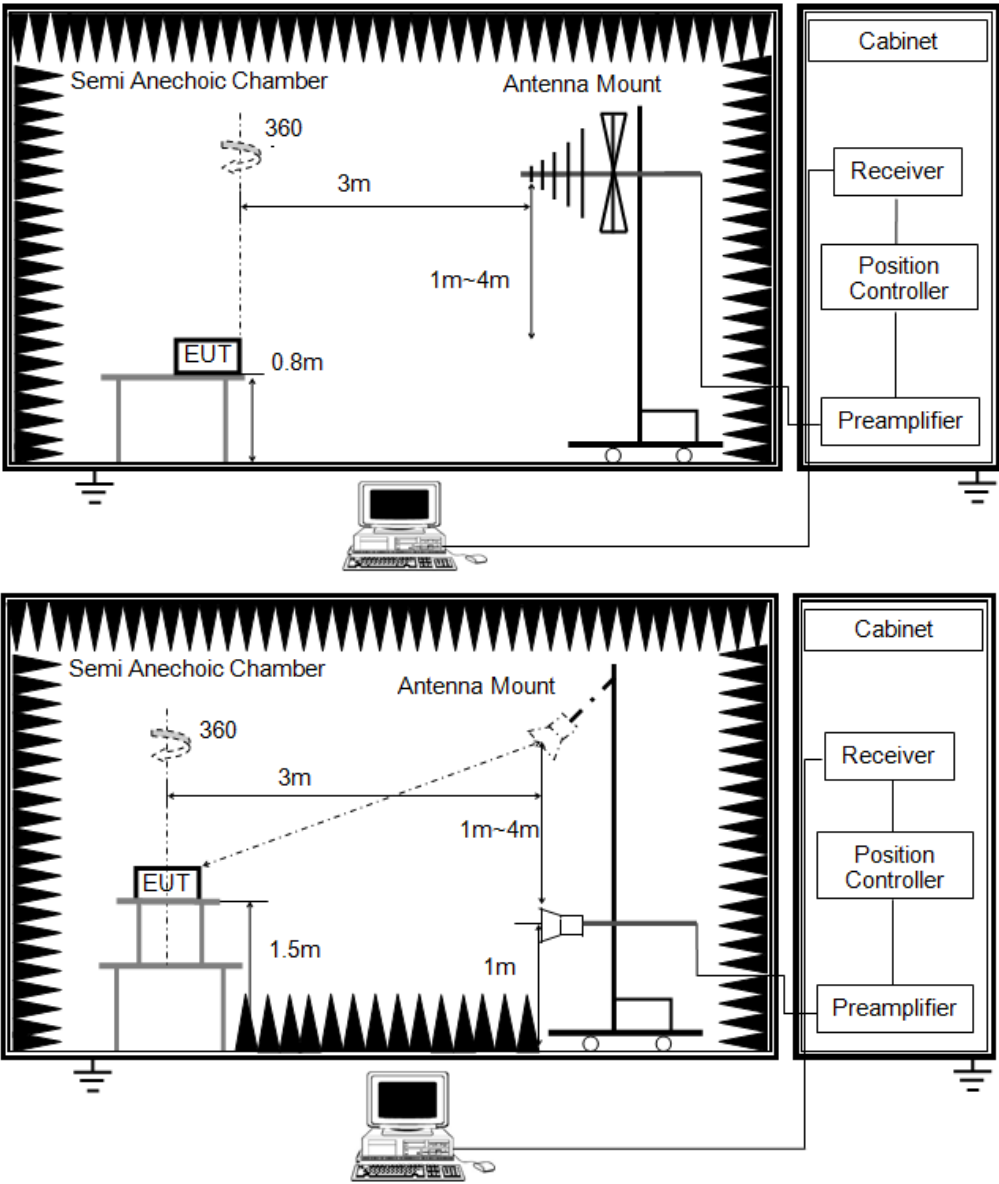 Cabinet
Semi Anechoic Chamber
Antenna Mount
360
Receiver
3m
1m~4m
Position
Controller
EUT
0.8m
Preamplifier
Cabinet
Semi Anechoic Chamber
Antenna Mount
360
Receiver
3m
1m~4m
Position
Controller
EUT
1.5m
1m
Preamplifier